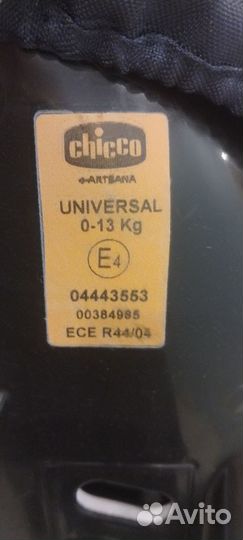 chicco
ARTSANA
UNIVERSAL
0-13 Kg
E4
04443553
00384985
ECE R44/04
Avito